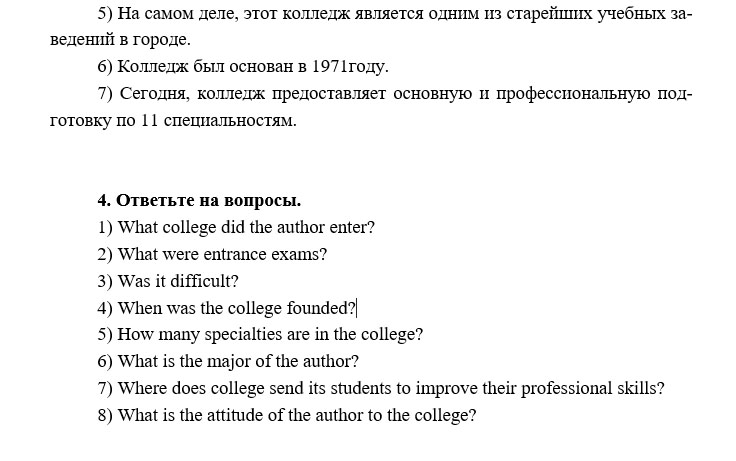 5) На самом деле, этот колледж является одним из старейших учебных за-
ведений в городе.
6) Колледж был основан в 1971году.
7) Сегодня, колледж предоставляет основную и профессиональную под-
готовку по 11 специальностям.
4. Ответьте на вопросы.
1) What college did the author enter?
2) What were entrance exams?
3) Was it difficult?
4) When was the college founded?
5) How many specialties are in the college?
6) What is the major of the author?
7) Where does college send its students to improve their professional skills?
8) What is the attitude of the author to the college?